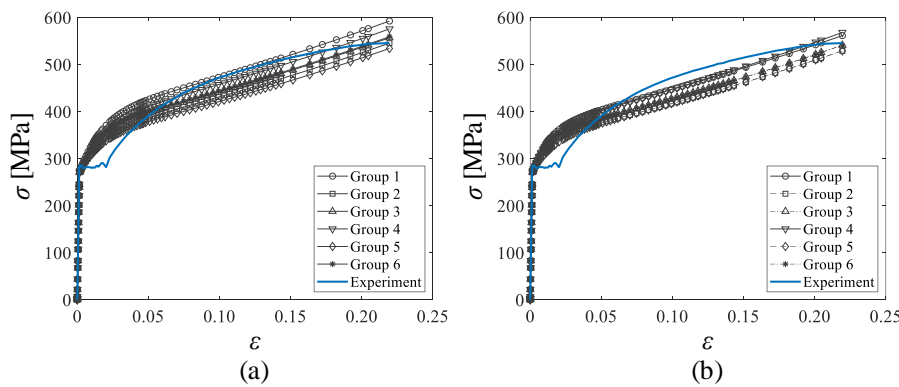 600
500
400
300
200
100
0
σ [MPa]
0
0.05
0.10
0.15
0.20
0.25
ε
Group 1
Group 2
Group 3
Group 4
Group 5
Group 6
Experiment
(a)
600
500
400
300
200
100
0
σ [MPa]
0
0.05
0.10
0.15
0.20
0.25
ε
Group 1
Group 2
Group 3
Group 4
Group 5
Group 6
Experiment
(b)